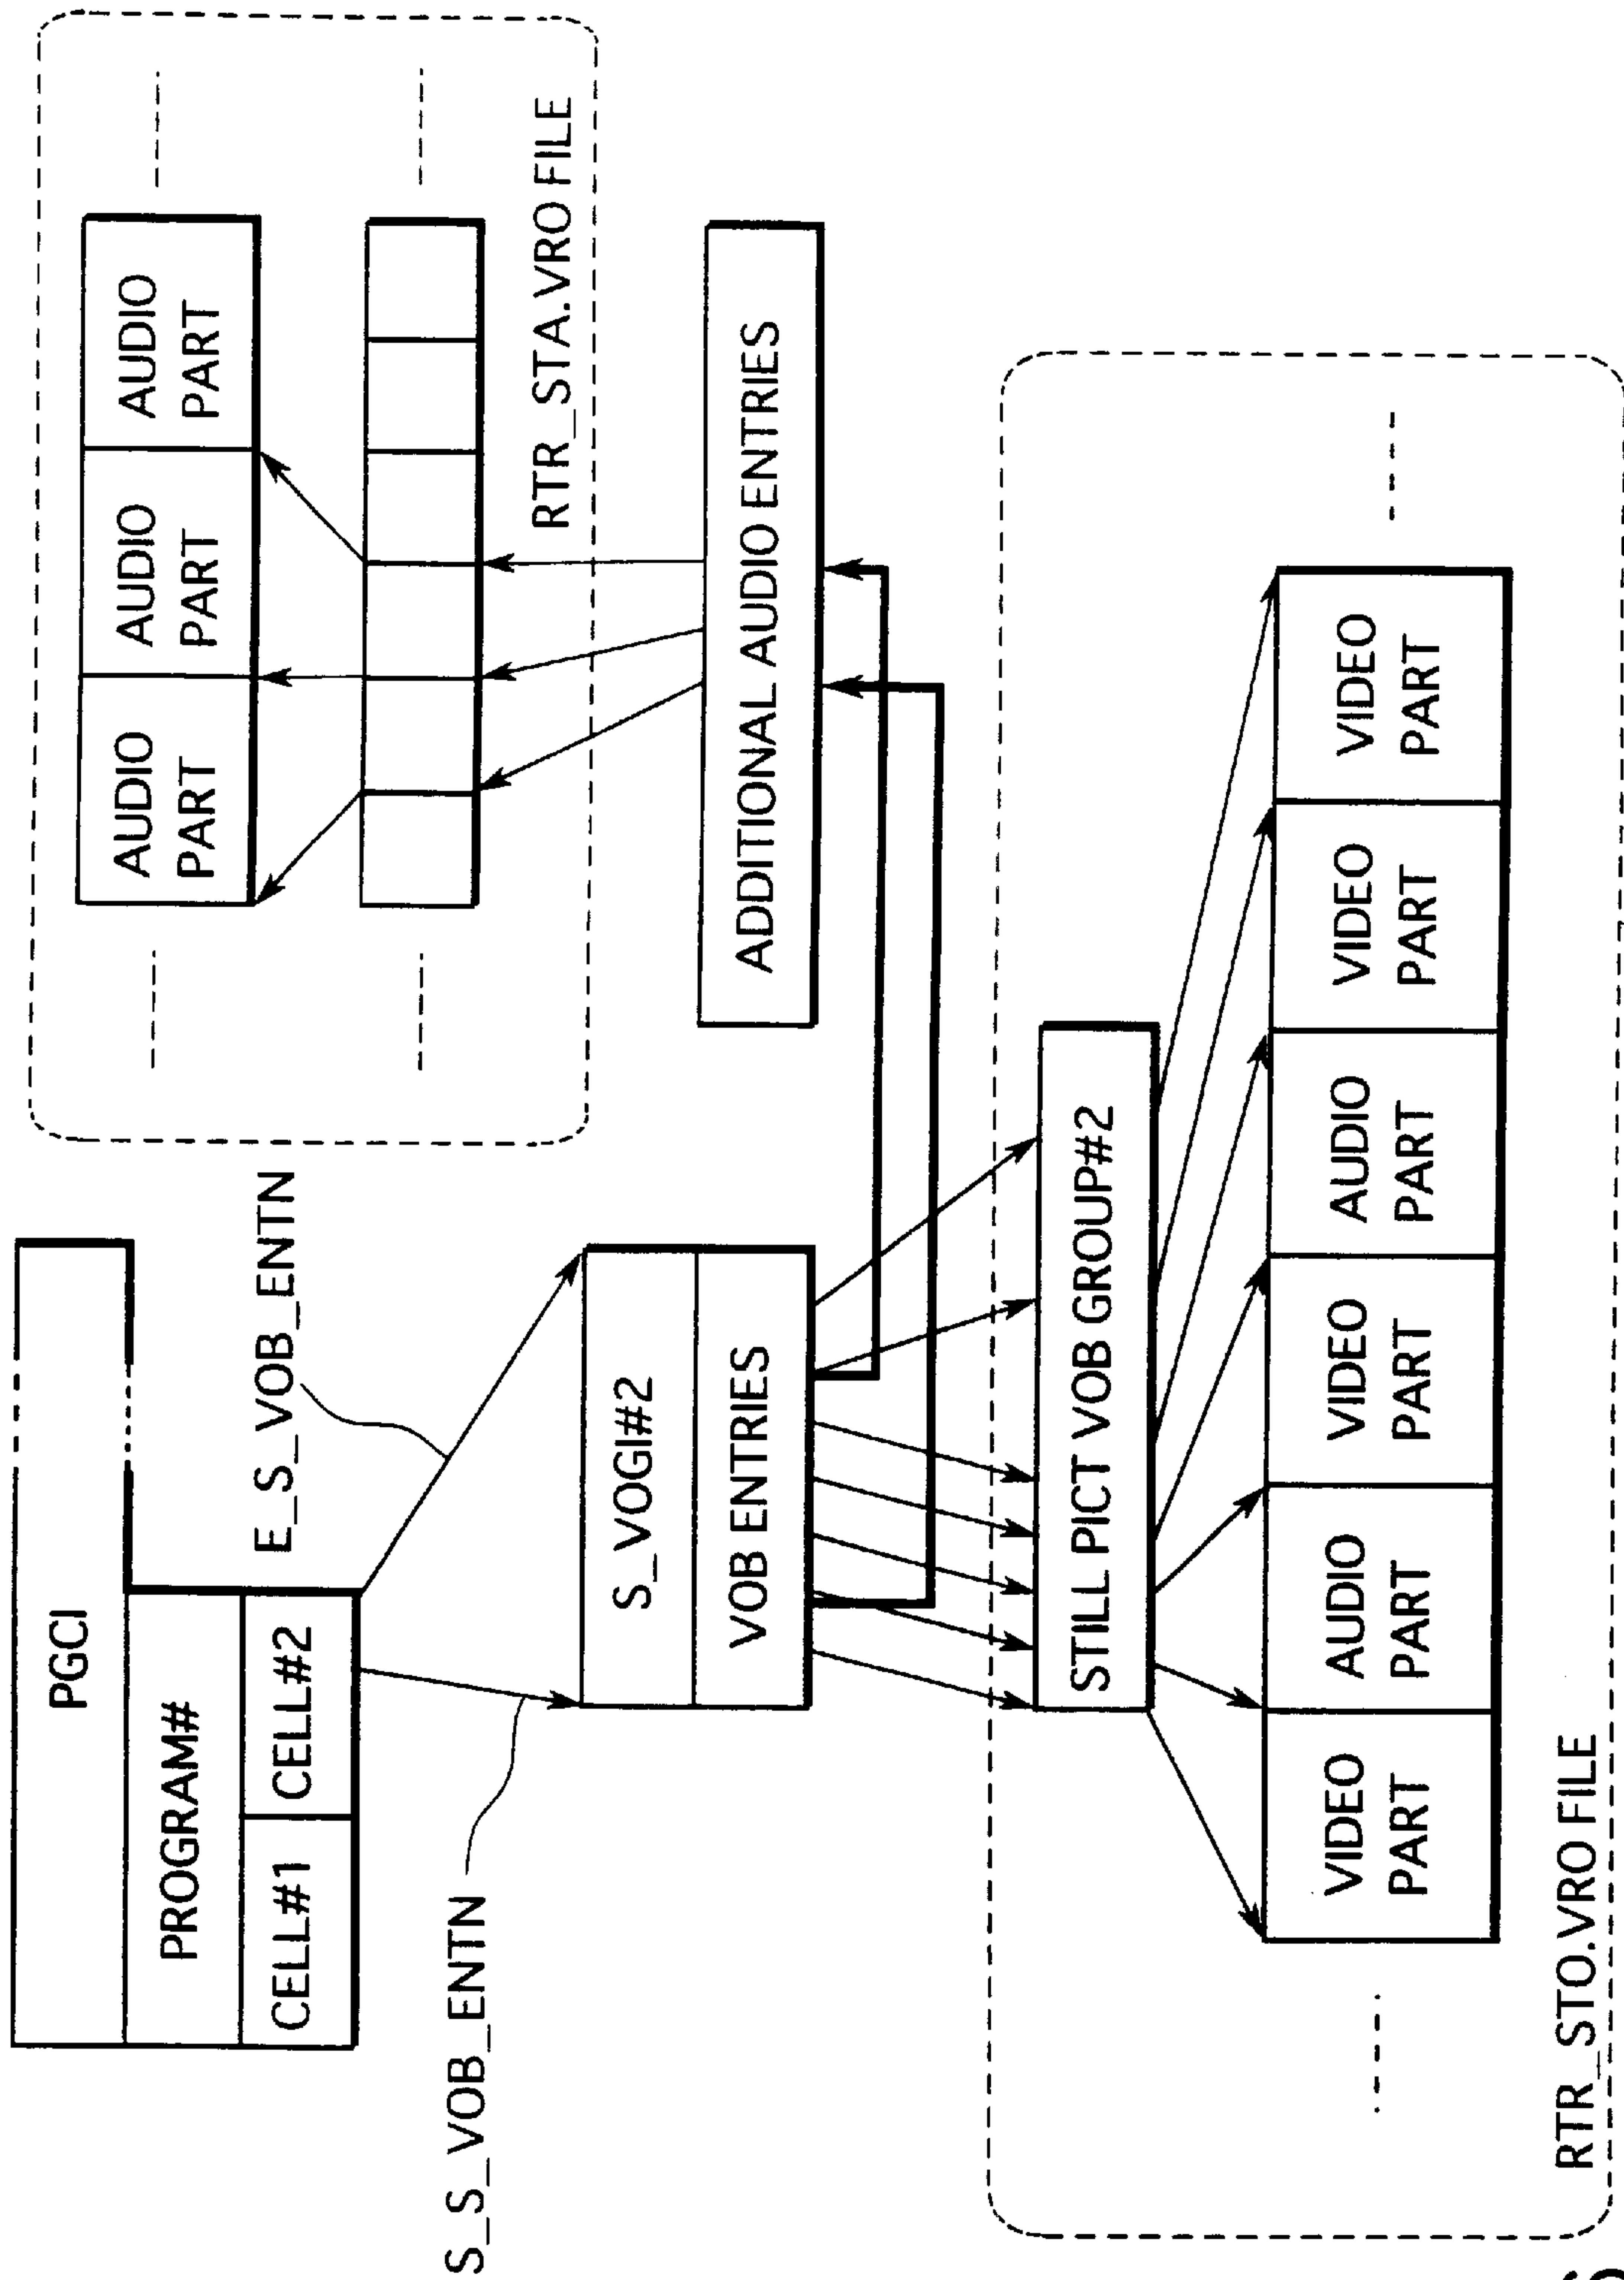 PGCI
PROGRAM#
CELL#1
CELL#2
E_S_VOB_ENTN
S_S_VOB_ENTN
S_VOGI#2
VOB ENTRIES
AUDIO
PART
AUDIO
PART
AUDIO
PART
RTR_STA.VRO FILE
ADDITIONAL AUDIO ENTRIES
STILL PICT VOB GROUP#2
VIDEO
PART
AUDIO
PART
VIDEO
PART
AUDIO
PART
VIDEO
PART
VIDEO
PART
RTR_STO.VRO FILE